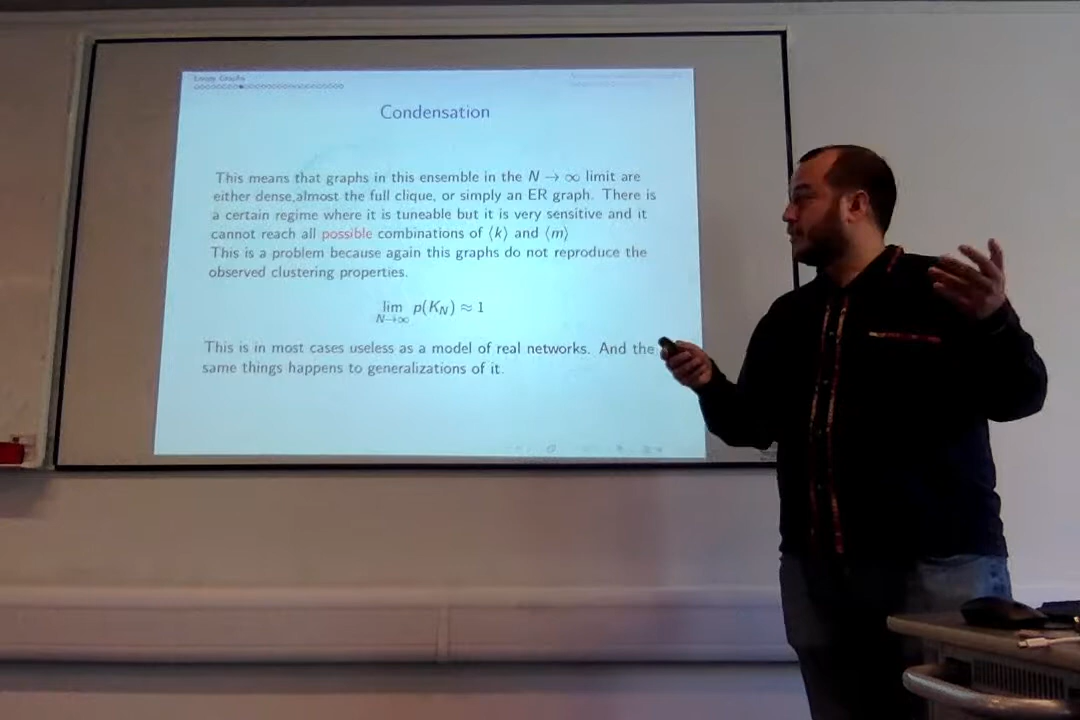 Loopy Graphs
Condensation
This means that graphs in this ensemble in the N → ∞ limit are
either dense,almost the full clique, or simply an ER graph. There is
a certain regime where it is tuneable but it is very sensitive and it
cannot reach all possible combinations of ⟨k⟩ and ⟨m⟩
This is a problem because again this graphs do not reproduce the
observed clustering properties.
lim p(K_N) ≈ 1
N→∞
This is in most cases useless as a model of real networks. And the
same things happens to generalizations of it.